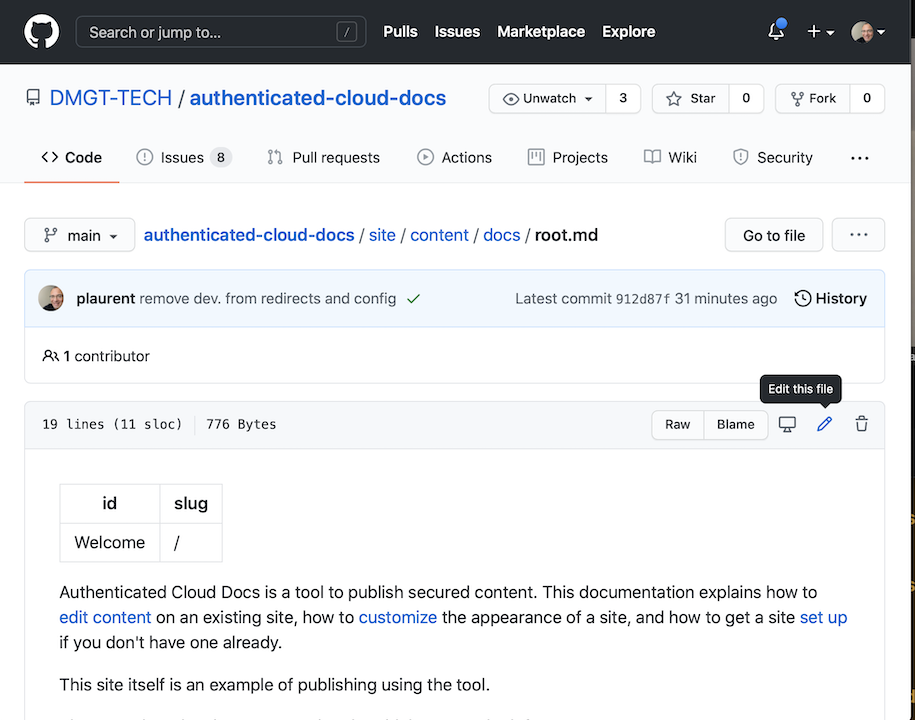 Search or jump to... / Pulls Issues Marketplace Explore
DMGT-TECH / authenticated-cloud-docs Unwatch 3 Star 0 Fork 0
Code Issues 8 Pull requests Actions Projects Wiki Security ...
main authenticated-cloud-docs / site / content / docs / root.md Go to file ...
plaurent remove dev. from redirects and config Latest commit 912d87f 31 minutes ago History
1 contributor
Edit this file
19 lines (11 sloc) 776 Bytes Raw Blame
id slug
Welcome /
Authenticated Cloud Docs is a tool to publish secured content. This documentation explains how to
edit content on an existing site, how to customize the appearance of a site, and how to get a site set up
if you don't have one already.
This site itself is an example of publishing using the tool.